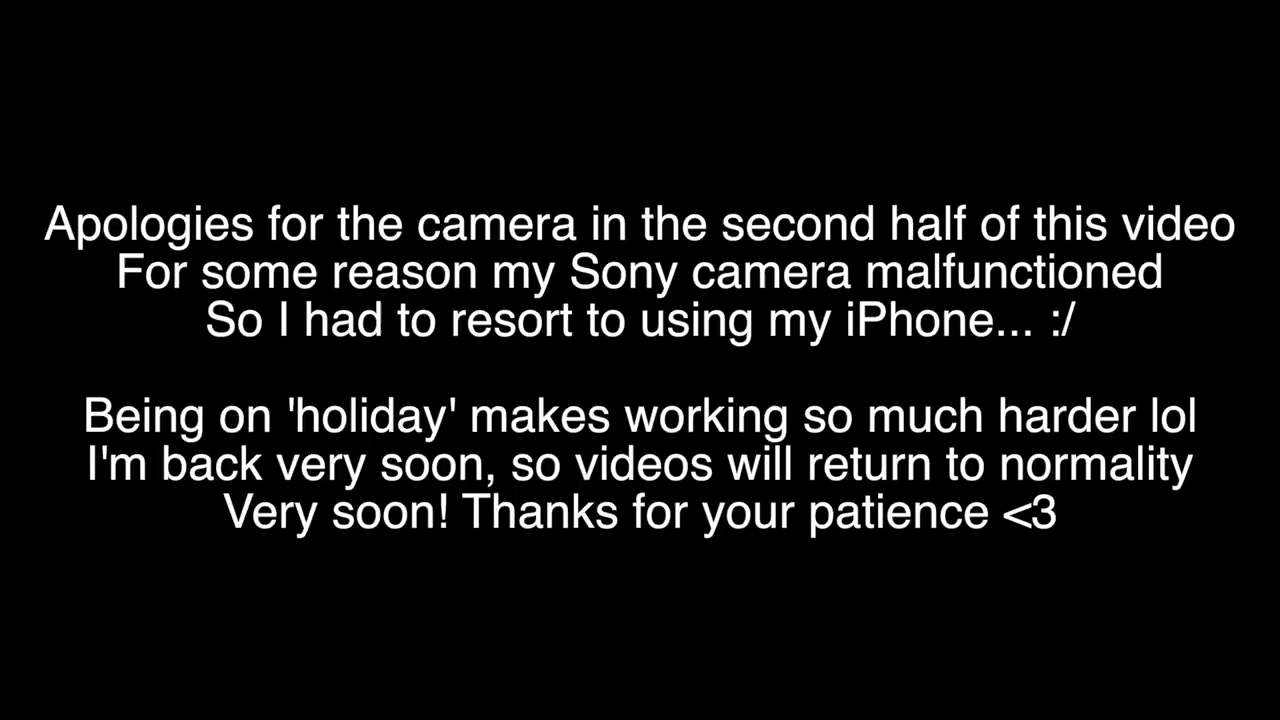 Apologies for the camera in the second half of this video
For some reason my Sony camera malfunctioned
So I had to resort to using my iPhone... :/
Being on 'holiday' makes working so much harder lol
I'm back very soon, so videos will return to normality
Very soon! Thanks for your patience <3